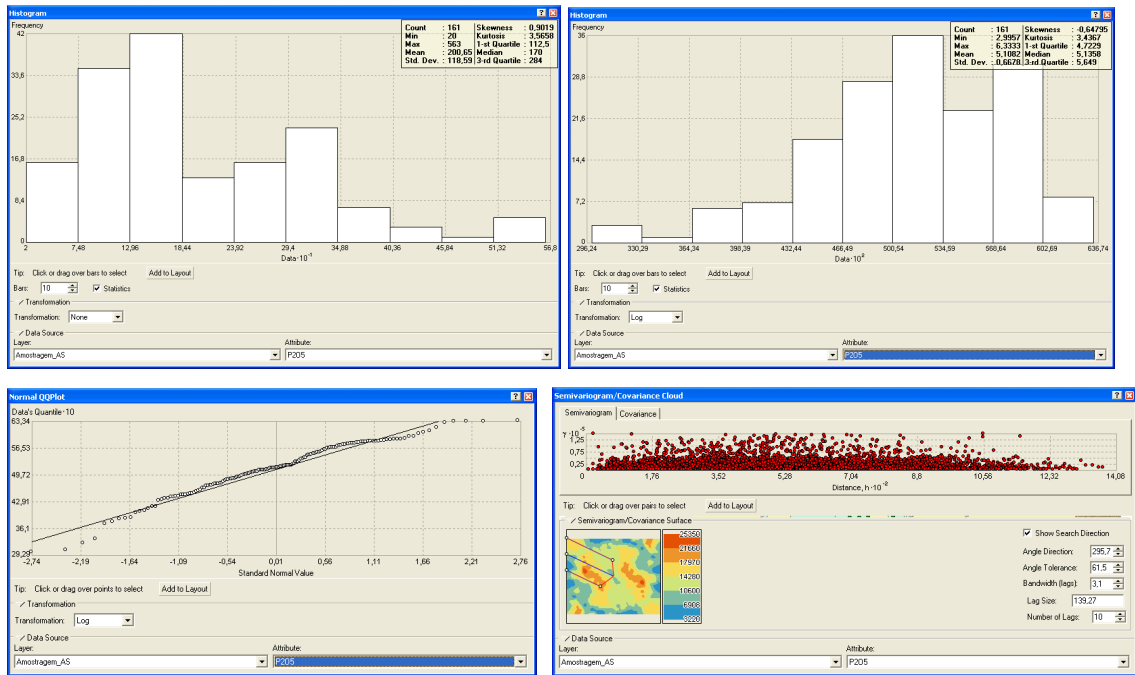 Histogram
Frequency
42
33,6
25,2
16,8
8,4
0
2 7,48 12,96 18,44 23,92 29,4 34,88 40,36 45,84 51,32 56,8
Data·10⁻¹
Count : 161 Skewness : 0,9019
Min : 20 Kurtosis : 3,5658
Max : 563 1-st Quartile : 112,5
Mean : 200,65 Median : 170
Std. Dev. : 118,59 3-rd Quartile : 284
Tip: Click or drag over bars to select Add to Layout
Bars: 10 Statistics
Transformation
Transformation: None
Data Source
Layer: Attribute:
Amostragem_AS P2O5
Histogram
Frequency
36
28,8
21,6
14,4
7,2
0
296,24 330,29 364,34 398,39 432,44 466,49 500,54 534,59 568,64 602,69 636,74
Data·10²
Count : 161 Skewness : -0,64795
Min : 2,9957 Kurtosis : 3,4367
Max : 6,3333 1-st Quartile : 4,7229
Mean : 5,1082 Median : 5,1358
Std. Dev. : 0,6678 3-rd Quartile : 5,649
Tip: Click or drag over bars to select Add to Layout
Bars: 10 Statistics
Transformation
Transformation: Log
Data Source
Layer: Attribute:
Amostragem_AS P2O5
Normal QQPlot
Data's Quantile·10
63,34
56,53
49,72
42,91
36,1
29,29
-2,74 -2,19 -1,64 -1,09 -0,54 0,01 0,56 1,11 1,66 2,21 2,76
Standard Normal Value
Tip: Click or drag over points to select Add to Layout
Transformation
Transformation: Log
Data Source
Layer: Attribute:
Amostragem_AS P2O5
Semivariogram/Covariance Cloud
Semivariogram Covariance
γ·10⁻⁵
1,25
0,75
0,25
0 1,76 3,52 5,28 7,04 8,8 10,56 12,32 14,08
Distance, h·10⁻²
Tip: Click or drag over pairs to select Add to Layout
Semivariogram/Covariance Surface
25350
21660
17970
14280
10600
6908
3220
Show Search Direction
Angle Direction: 295,7
Angle Tolerance: 61,5
Bandwidth (lags): 3,1
Lag Size: 139,27
Number of Lags: 10
Data Source
Layer: Attribute:
Amostragem_AS P2O5